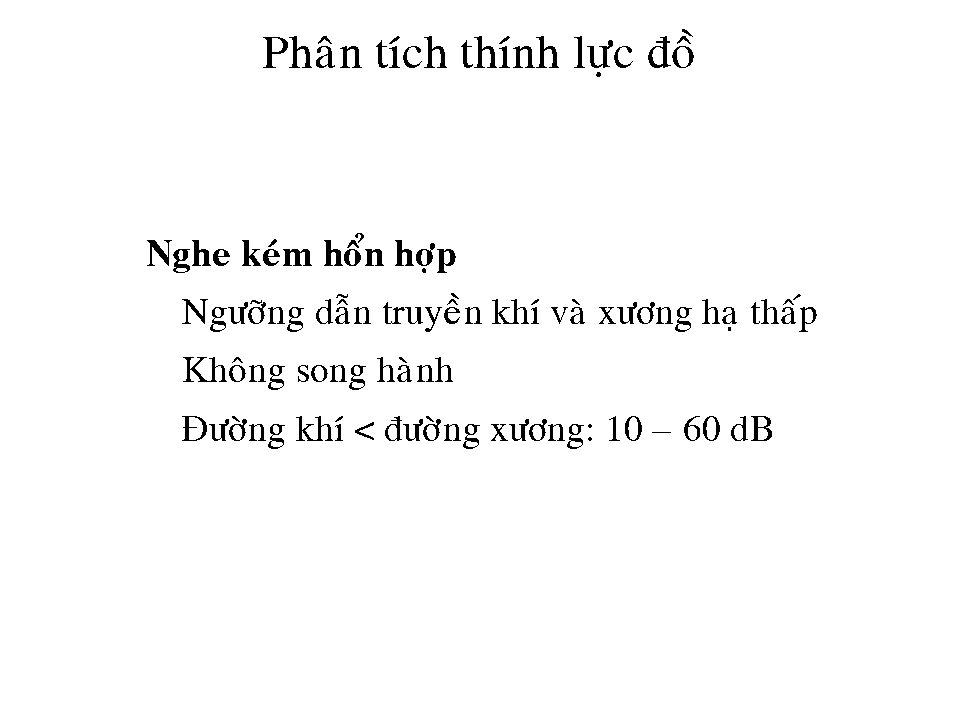 Phân tích thính lực đồ
Nghe kém hổn hợp
Ngưỡng dẫn truyền khí và xương hạ thấp
Không song hành
Đường khí < đường xương: 10 – 60 dB